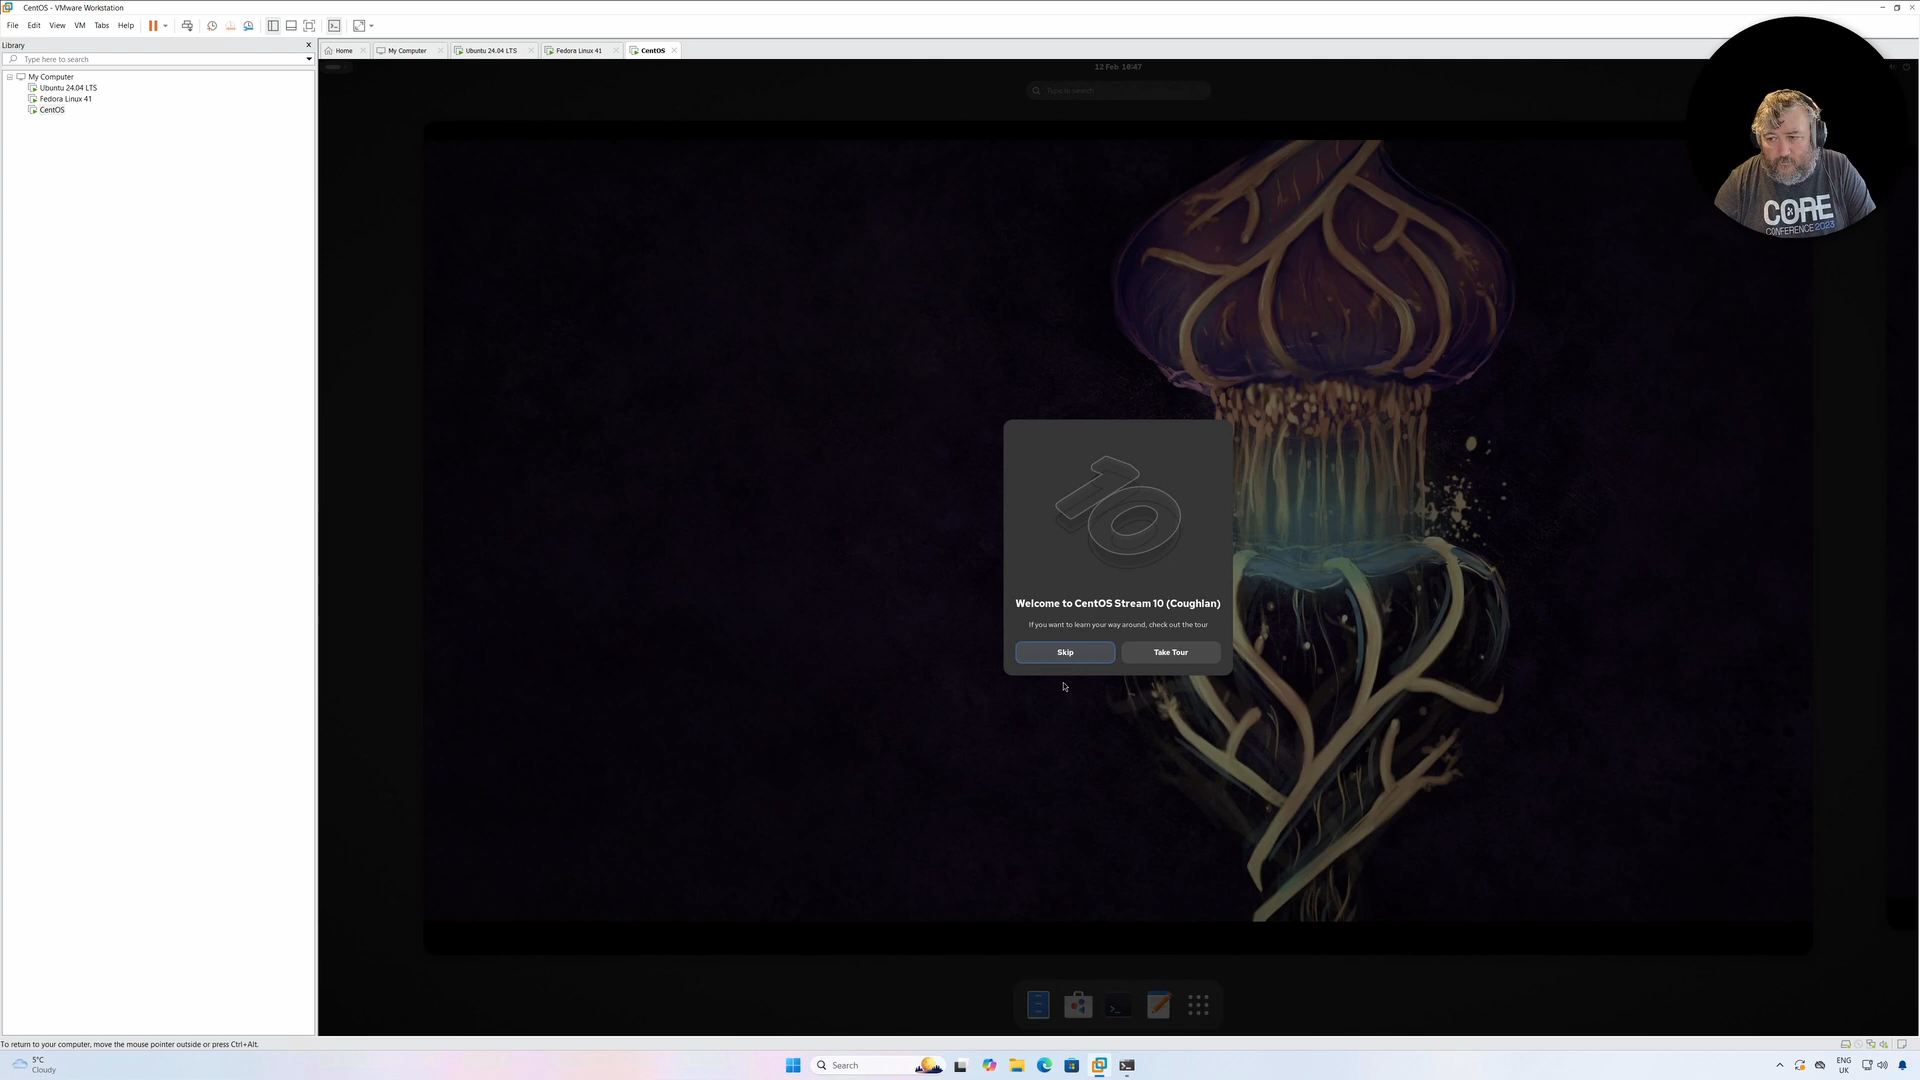 CentOS - VMware Workstation
File Edit View VM Tabs Help
Library
Type here to search
My Computer
Ubuntu 24.04 LTS
Fedora Linux 41
CentOS
Home
My Computer
Ubuntu 24.04 LTS
Fedora Linux 41
CentOS
12 Feb 18:47
Type to search
CORE
CONFERENCE 2023
10
Welcome to CentOS Stream 10 (Coughlan)
If you want to learn your way around, check out the tour
Skip
Take Tour
To return to your computer, move the mouse pointer outside or press Ctrl+Alt.
5°C
Cloudy
Search
ENG
UK